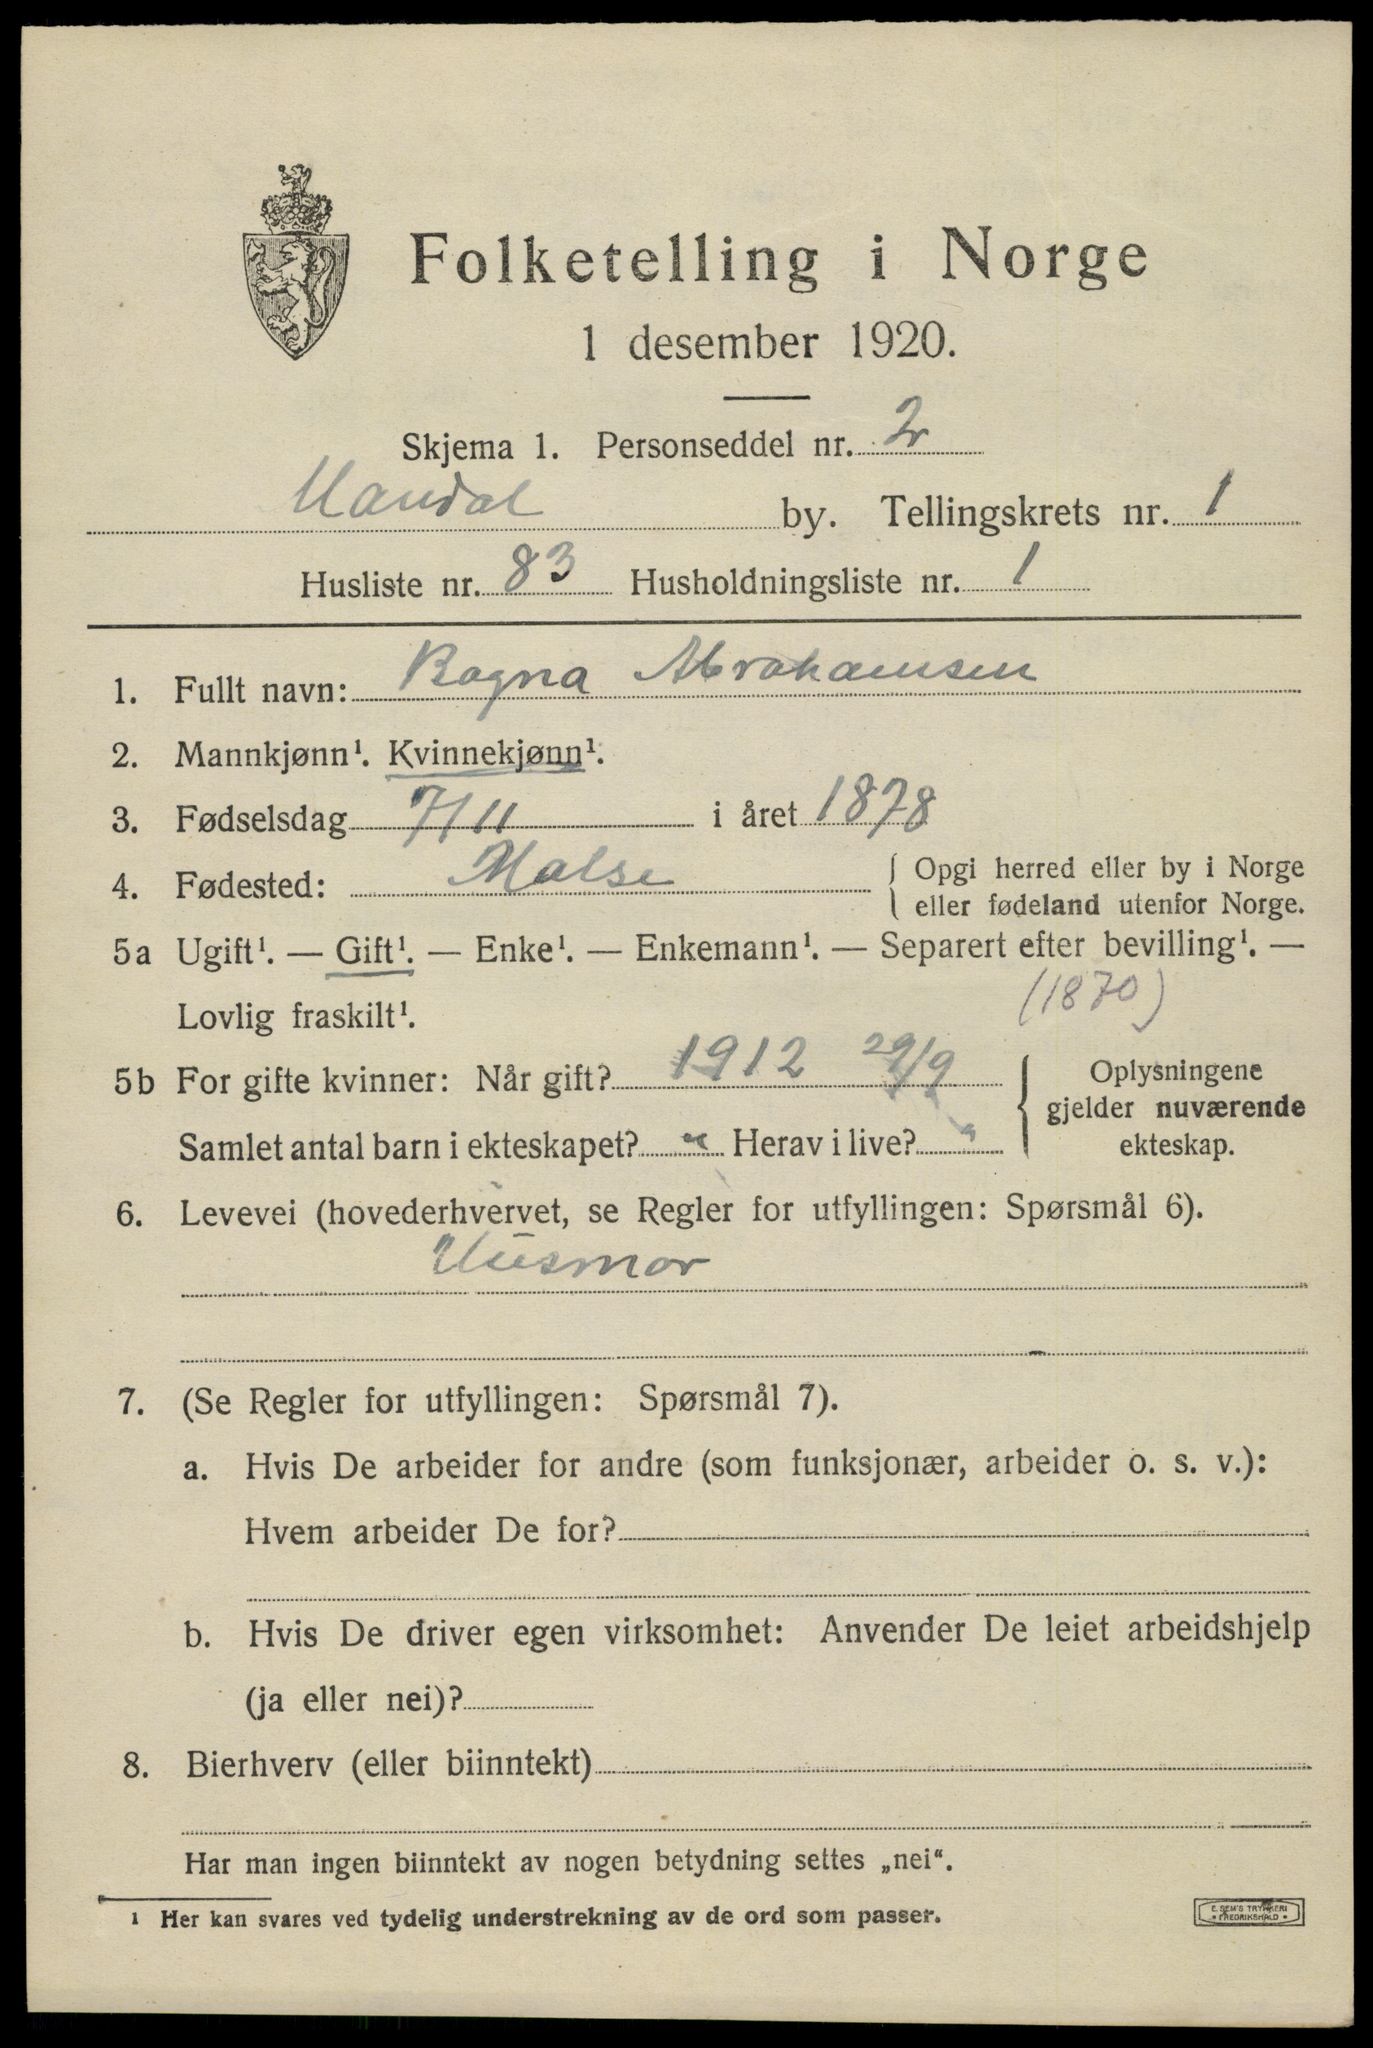 Folketelling i Norge
1 desember 1920.
Skjema 1. Personseddel nr. 2
Mandal by. Tellingskrets nr. 1
Husliste nr. 83 Husholdningsliste nr. 1
1. Fullt navn: Ragna Abrahamsen
2. Mannkjønn¹. Kvinnekjønn¹.
3. Fødselsdag 7/11 i året 1878
4. Fødested: Halse { Opgi herred eller by i Norge
eller fødeland utenfor Norge.
5a Ugift¹. — Gift¹. — Enke¹. — Enkemann¹. — Separert efter bevilling¹. —
Lovlig fraskilt¹. (1870)
5b For gifte kvinner: Når gift? 1912 29/9
Samlet antal barn i ekteskapet? " Herav i live? "
{ Oplysningene
gjelder nuværende
ekteskap.
6. Levevei (hovederhvervet, se Regler for utfyllingen: Spørsmål 6).
Husmor
7. (Se Regler for utfyllingen: Spørsmål 7).
a. Hvis De arbeider for andre (som funksjonær, arbeider o. s. v.):
Hvem arbeider De for?
b. Hvis De driver egen virksomhet: Anvender De leiet arbeidshjelp
(ja eller nei)?
8. Bierhverv (eller biinntekt)
Har man ingen biinntekt av nogen betydning settes „nei“.
¹ Her kan svares ved tydelig understrekning av de ord som passer.
E. SEM'S TRYKKERI
• FREDRIKSHALD •